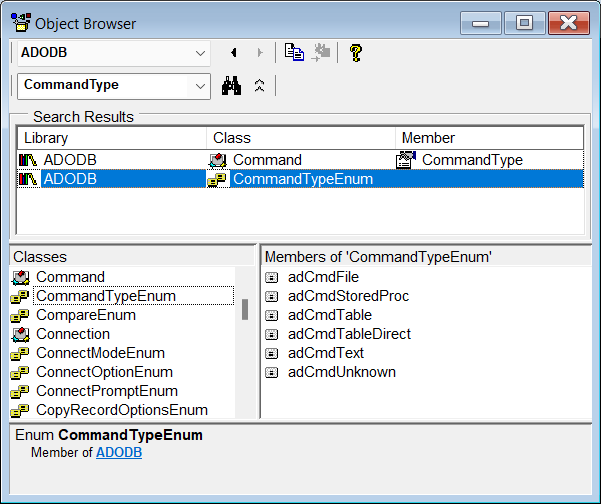 Object Browser
ADODB
CommandType
Search Results
Library Class Member
ADODB Command CommandType
ADODB CommandTypeEnum
Classes
Command
CommandTypeEnum
CompareEnum
Connection
ConnectModeEnum
ConnectOptionEnum
ConnectPromptEnum
CopyRecordOptionsEnum
Members of 'CommandTypeEnum'
adCmdFile
adCmdStoredProc
adCmdTable
adCmdTableDirect
adCmdText
adCmdUnknown
Enum CommandTypeEnum
Member of ADODB